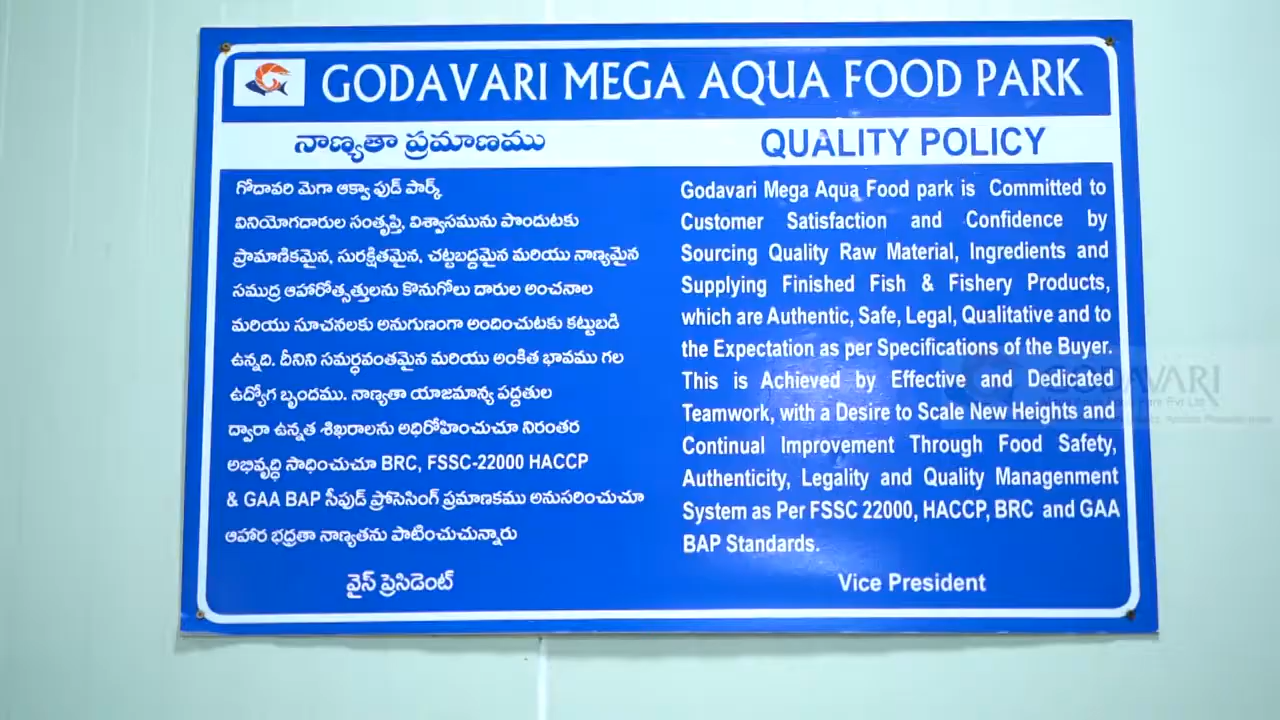 GODAVARI MEGA AQUA FOOD PARK
నాణ్యతా ప్రమాణము
గోదావరి మెగా ఆక్వా ఫుడ్ పార్క్
వినియోగదారుల సంతృప్తి, విశ్వాసమును పొందుటకు
ప్రామాణికమైన, సురక్షితమైన, చట్టబద్దమైన మరియు నాణ్యమైన
సముద్ర ఆహారోత్పత్తులను కొనుగోలు దారుల అంచనాల
మరియు సూచనలకు అనుగుణంగా అందించుటకు కట్టుబడి
ఉన్నది. దీనిని సమర్ధవంతమైన మరియు అంకిత భావము గల
ఉద్యోగ బృందము. నాణ్యతా యాజమాన్య పద్దతుల
ద్వారా ఉన్నత శిఖరాలను అధిరోహించుచూ నిరంతర
అభివృద్ధి సాధించుచూ BRC, FSSC-22000 HACCP
& GAA BAP సీఫుడ్ ప్రోసెసింగ్ ప్రమాణకము అనుసరించుచూ
ఆహార భద్రతా నాణ్యతను పాటించుచున్నారు
వైస్ ప్రెసిడెంట్
QUALITY POLICY
Godavari Mega Aqua Food park is Committed to
Customer Satisfaction and Confidence by
Sourcing Quality Raw Material, Ingredients and
Supplying Finished Fish & Fishery Products,
which are Authentic, Safe, Legal, Qualitative and to
the Expectation as per Specifications of the Buyer.
This is Achieved by Effective and Dedicated
Teamwork, with a Desire to Scale New Heights and
Continual Improvement Through Food Safety,
Authenticity, Legality and Quality Managenment
System as Per FSSC 22000, HACCP, BRC and GAA
BAP Standards.
Vice President
GODAVARI